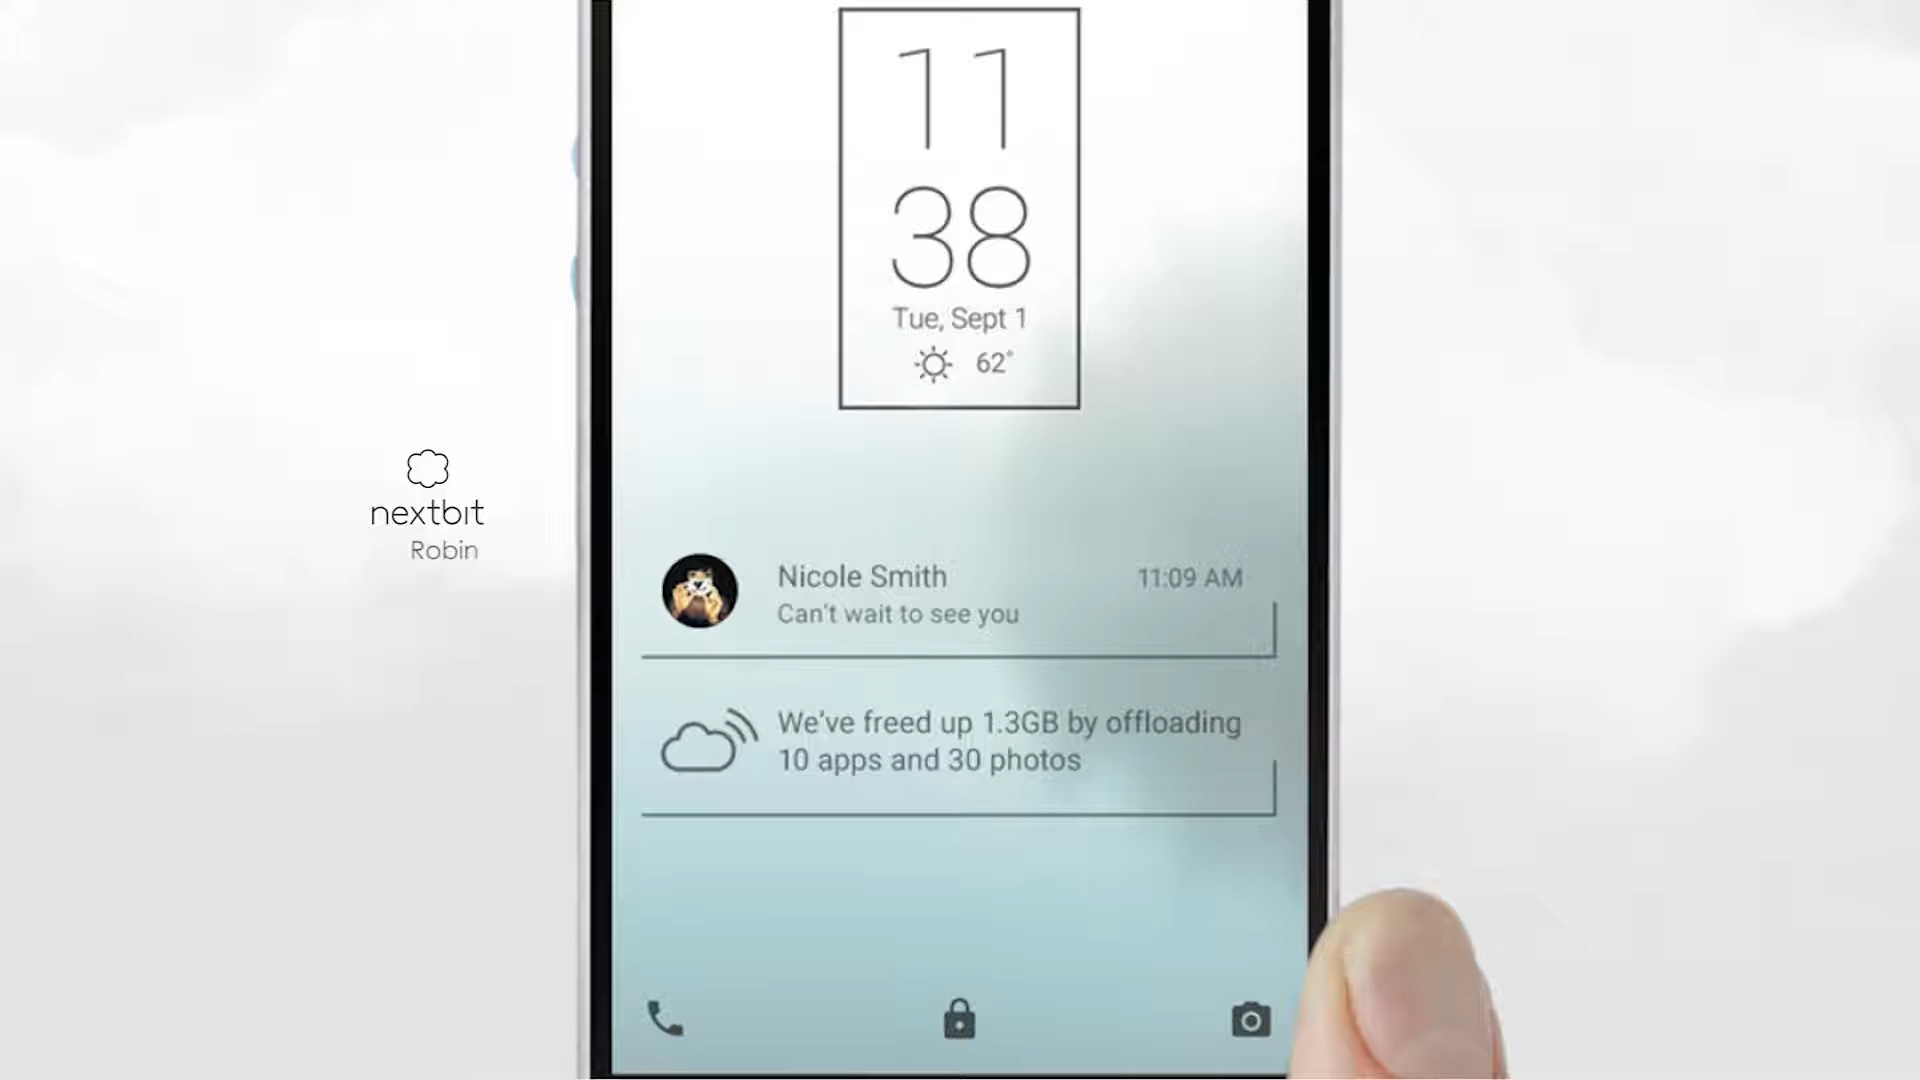 11
38
Tue, Sept 1
62°
nextbit
Robin
Nicole Smith
11:09 AM
Can't wait to see you
We've freed up 1.3GB by offloading
10 apps and 30 photos